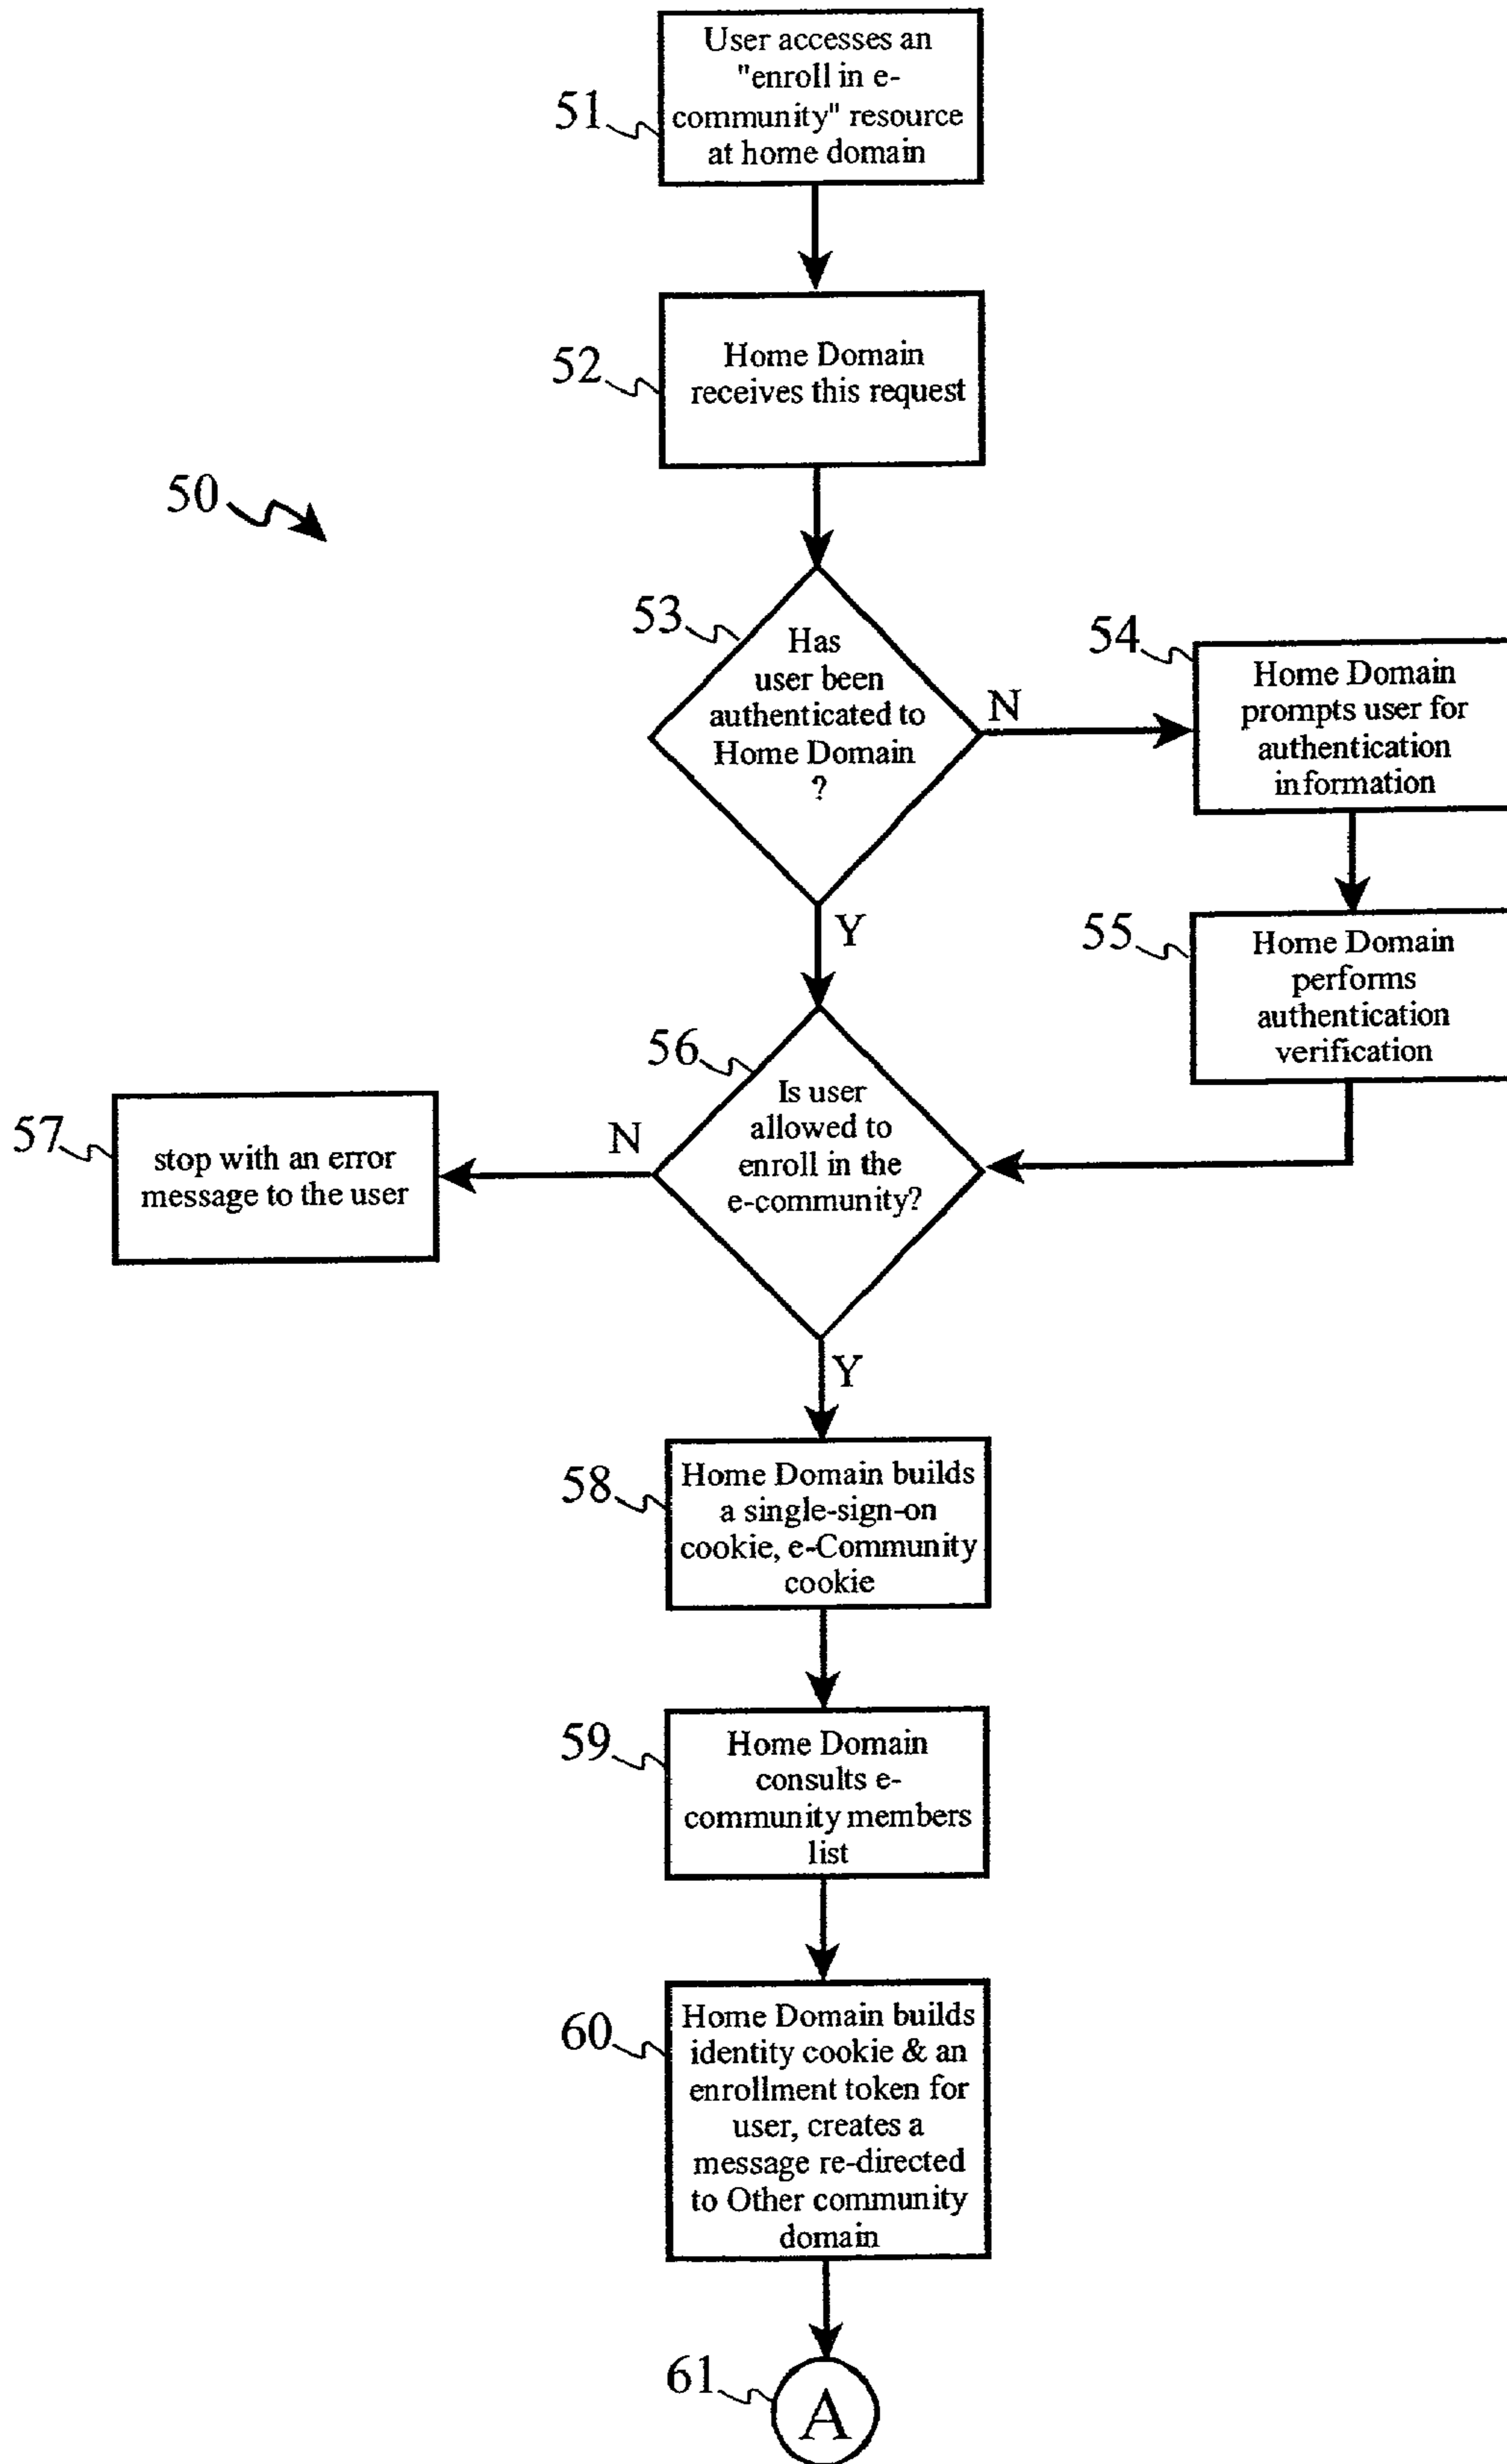 User accesses an
"enroll in e-
community" resource
at home domain
51
Home Domain
receives this request
52
50
53
Has
user been
authenticated to
Home Domain
?
N
54
Home Domain
prompts user for
authentication
information
Y
55
Home Domain
performs
authentication
verification
56
Is user
allowed to
enroll in the
e-community?
N
57
stop with an error
message to the user
Y
58
Home Domain builds
a single-sign-on
cookie, e-Community
cookie
59
Home Domain
consults e-
community members
list
60
Home Domain builds
identity cookie & an
enrollment token for
user, creates a
message re-directed
to Other community
domain
61
A